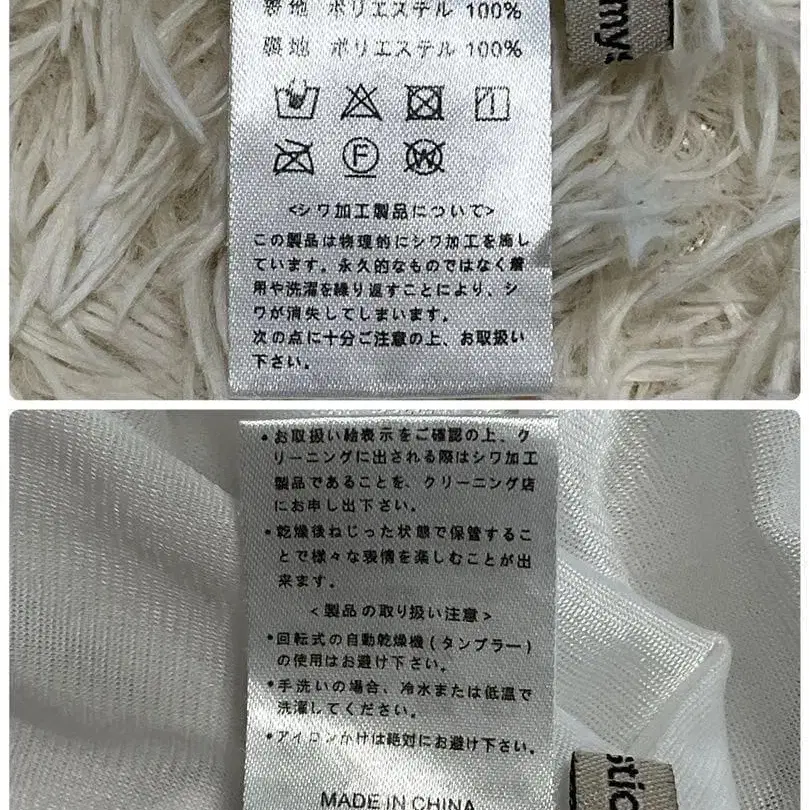 表地 ポリエステル 100%
裏地 ポリエステル 100%
F
W
<シワ加工製品について>
この製品は物理的にシワ加工を施し
ています。永久的なものではなく着
用や洗濯を繰り返すことにより、シ
ワが消失してしまいます。
次の点に十分ご注意の上、お取扱い
下さい。
•お取扱い絵表示をご確認の上、ク
リーニングに出される際はシワ加工
製品であることを、クリーニング店
にお申し出下さい。
•乾燥後ねじった状態で保管するこ
とで様々な表情を楽しむことが出
来ます。
<製品の取り扱い注意>
•回転式の自動乾燥機(タンブラー)
の使用はお避け下さい。
•手洗いの場合、冷水または低温で
洗濯してください。
•アイロンかけは絶対にお避け下さい。
MADE IN CHINA